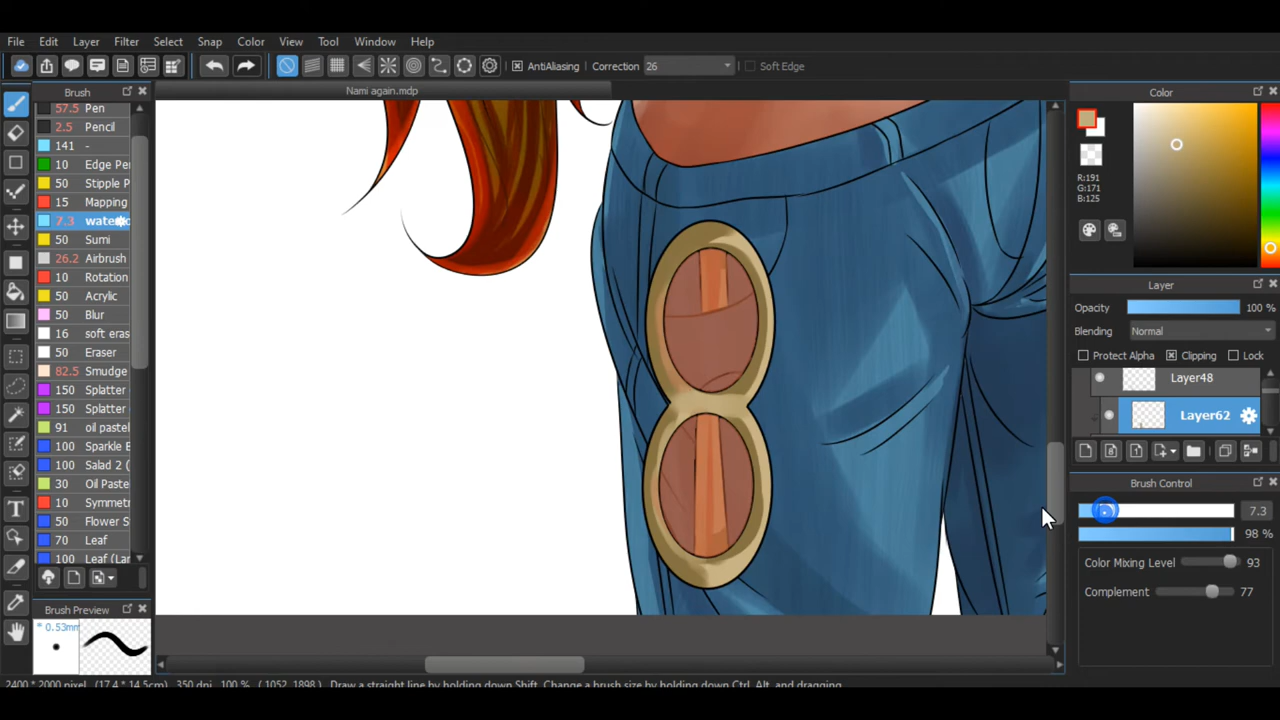 File Edit Layer Filter Select Snap Color View Tool Window Help
AntiAliasing Correction 26 Soft Edge
Brush
Nami again.mdp
Color
57.5 Pen
2.5 Pencil
141 -
10 Edge Pe
50 Stipple P
15 Mapping
7.3
50 Sumi
26.2 Airbrush
10 Rotation
50 Acrylic
50 Blur
16 soft eras
50 Eraser
82.5 Smudge
150 Splatter
150 Splatter
91 oil pastel
100 Sparkle B
100 Salad 2 (
30 Oil Paste
10 Symmet
50 Flower S
70 Leaf
100 Leaf (Lar
R:191
G:171
B:125
Layer
Opacity 100 %
Blending Normal
Protect Alpha Clipping Lock
Layer48
Layer62
Brush Control
7.3
98 %
Color Mixing Level 93
Complement 77
Brush Preview
* 0.53mm
2400 * 2000 pixel (17.4 * 14.5cm) 350 dpi 100 % ( 1052, 1898 ) Draw a straight line by holding down Shift, Change a brush size by holding down Ctrl, Alt, and dragging